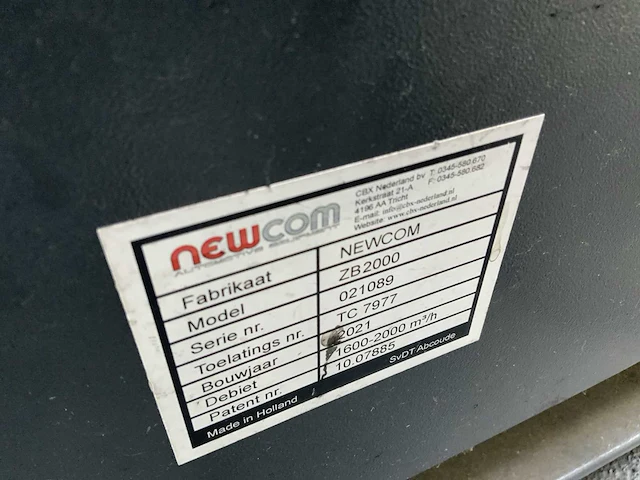 newcom
AUTOMOTIVE EQUIPMENT
CBX Nederland bv T: 0345-580.670
Kerkstraat 21-A F: 0345-580.682
4196 AA Tricht
E-mail: info@cbx-nederland.nl
Website: www.cbx-nederland.nl
Fabrikaat NEWCOM
Model ZB2000
Serie nr. 021089
Toelatings nr. TC 7977
Bouwjaar 2021
Debiet 1600-2000 m³/h
Patent nr. 10.07885
Made in Holland SvDT Abcoude